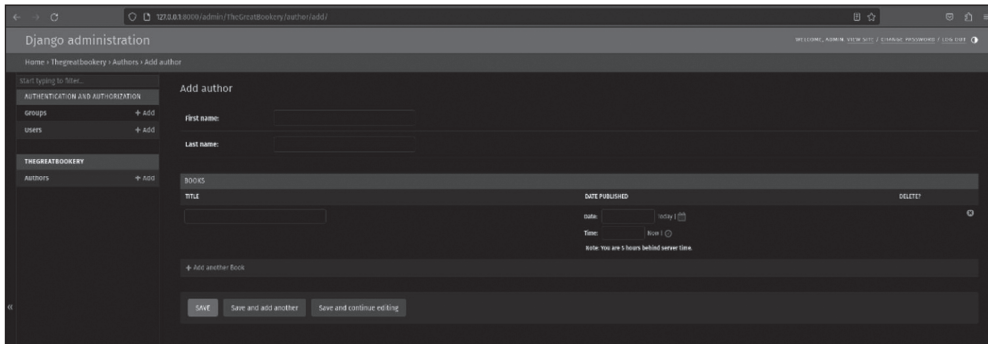 127.0.0.1:8000/admin/TheGreatBookery/author/add/
Django administration
WELCOME, ADMIN. VIEW SITE / CHANGE PASSWORD / LOG OUT
Home › Thegreatbookery › Authors › Add author
Start typing to filter...
AUTHENTICATION AND AUTHORIZATION
Groups + Add
Users + Add
THEGREATBOOKERY
Authors + Add
«
Add author
First name:
Last name:
BOOKS
TITLE DATE PUBLISHED DELETE?
Date: Today |
Time: Now |
Note: You are 5 hours behind server time.
+ Add another Book
SAVE Save and add another Save and continue editing